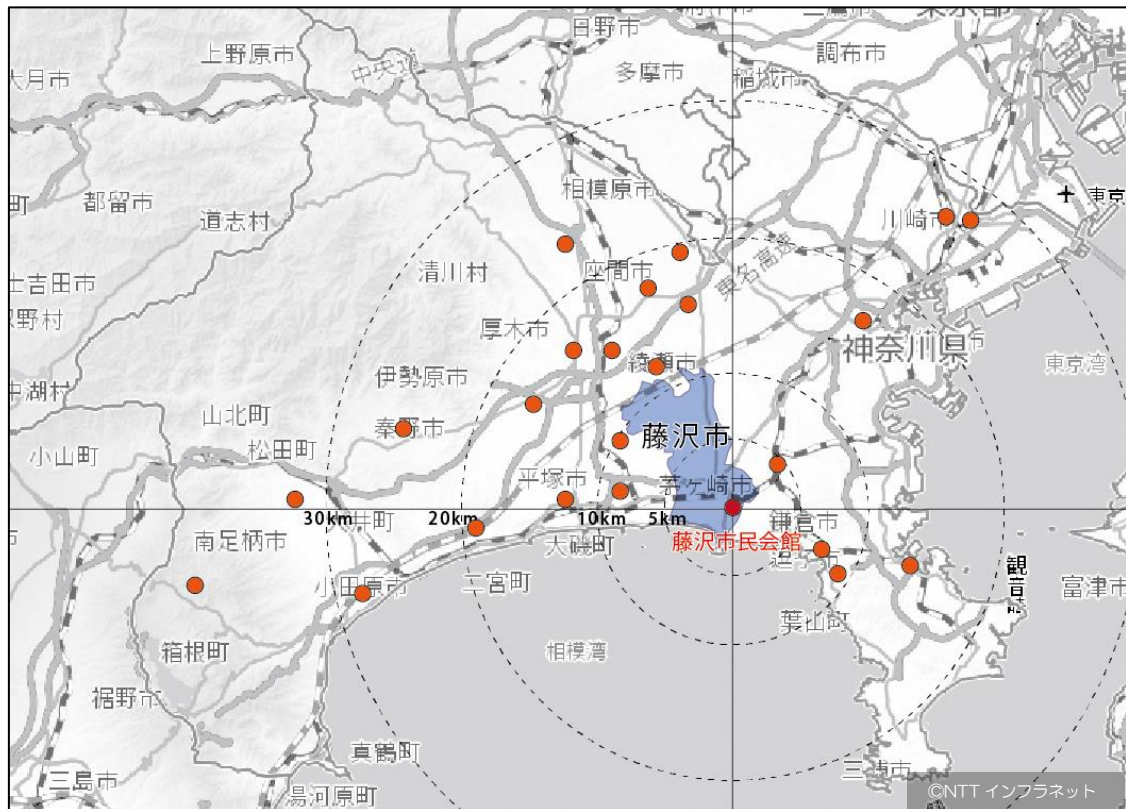 上野原市
日野市
調布市
中央道
多摩市
稲城市
大月市
相模原市
都留市
道志村
川崎市
東京
清川村
座間市
東名高速
士吉田市
厚木市
綾瀬市
神奈川県
東京湾
伊勢原市
中湖村
山北町
秦野市
藤沢市
小山町
松田町
平塚市
茅ヶ崎市
30km
20km
10km
5km
井町
鎌倉市
南足柄市
大磯町
藤沢市民会館
逗子市
小田原市
二宮町
富津市
葉山町
箱根町
相模湾
裾野市
真鶴町
三浦市
三島市
湯河原町
©NTT インフラネット